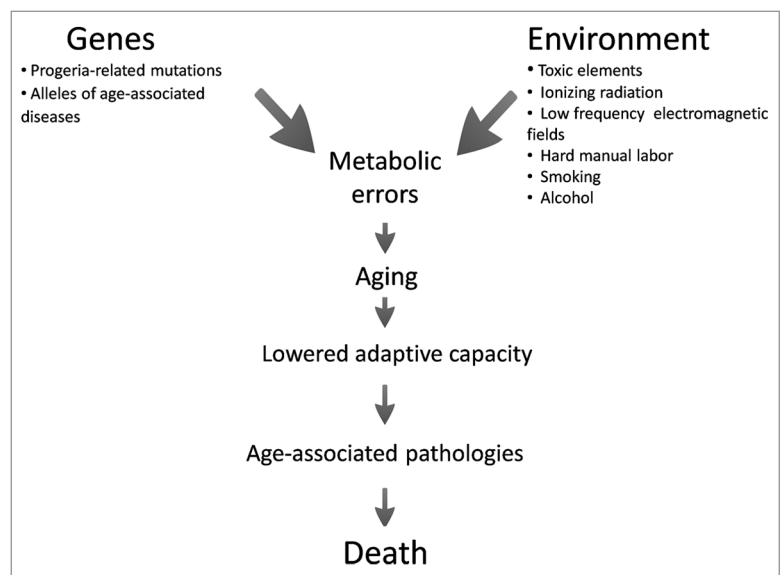 Genes
• Progeria-related mutations
• Alleles of age-associated
diseases
Environment
• Toxic elements
• Ionizing radiation
• Low frequency electromagnetic
fields
• Hard manual labor
• Smoking
• Alcohol
Metabolic
errors
Aging
Lowered adaptive capacity
Age-associated pathologies
Death